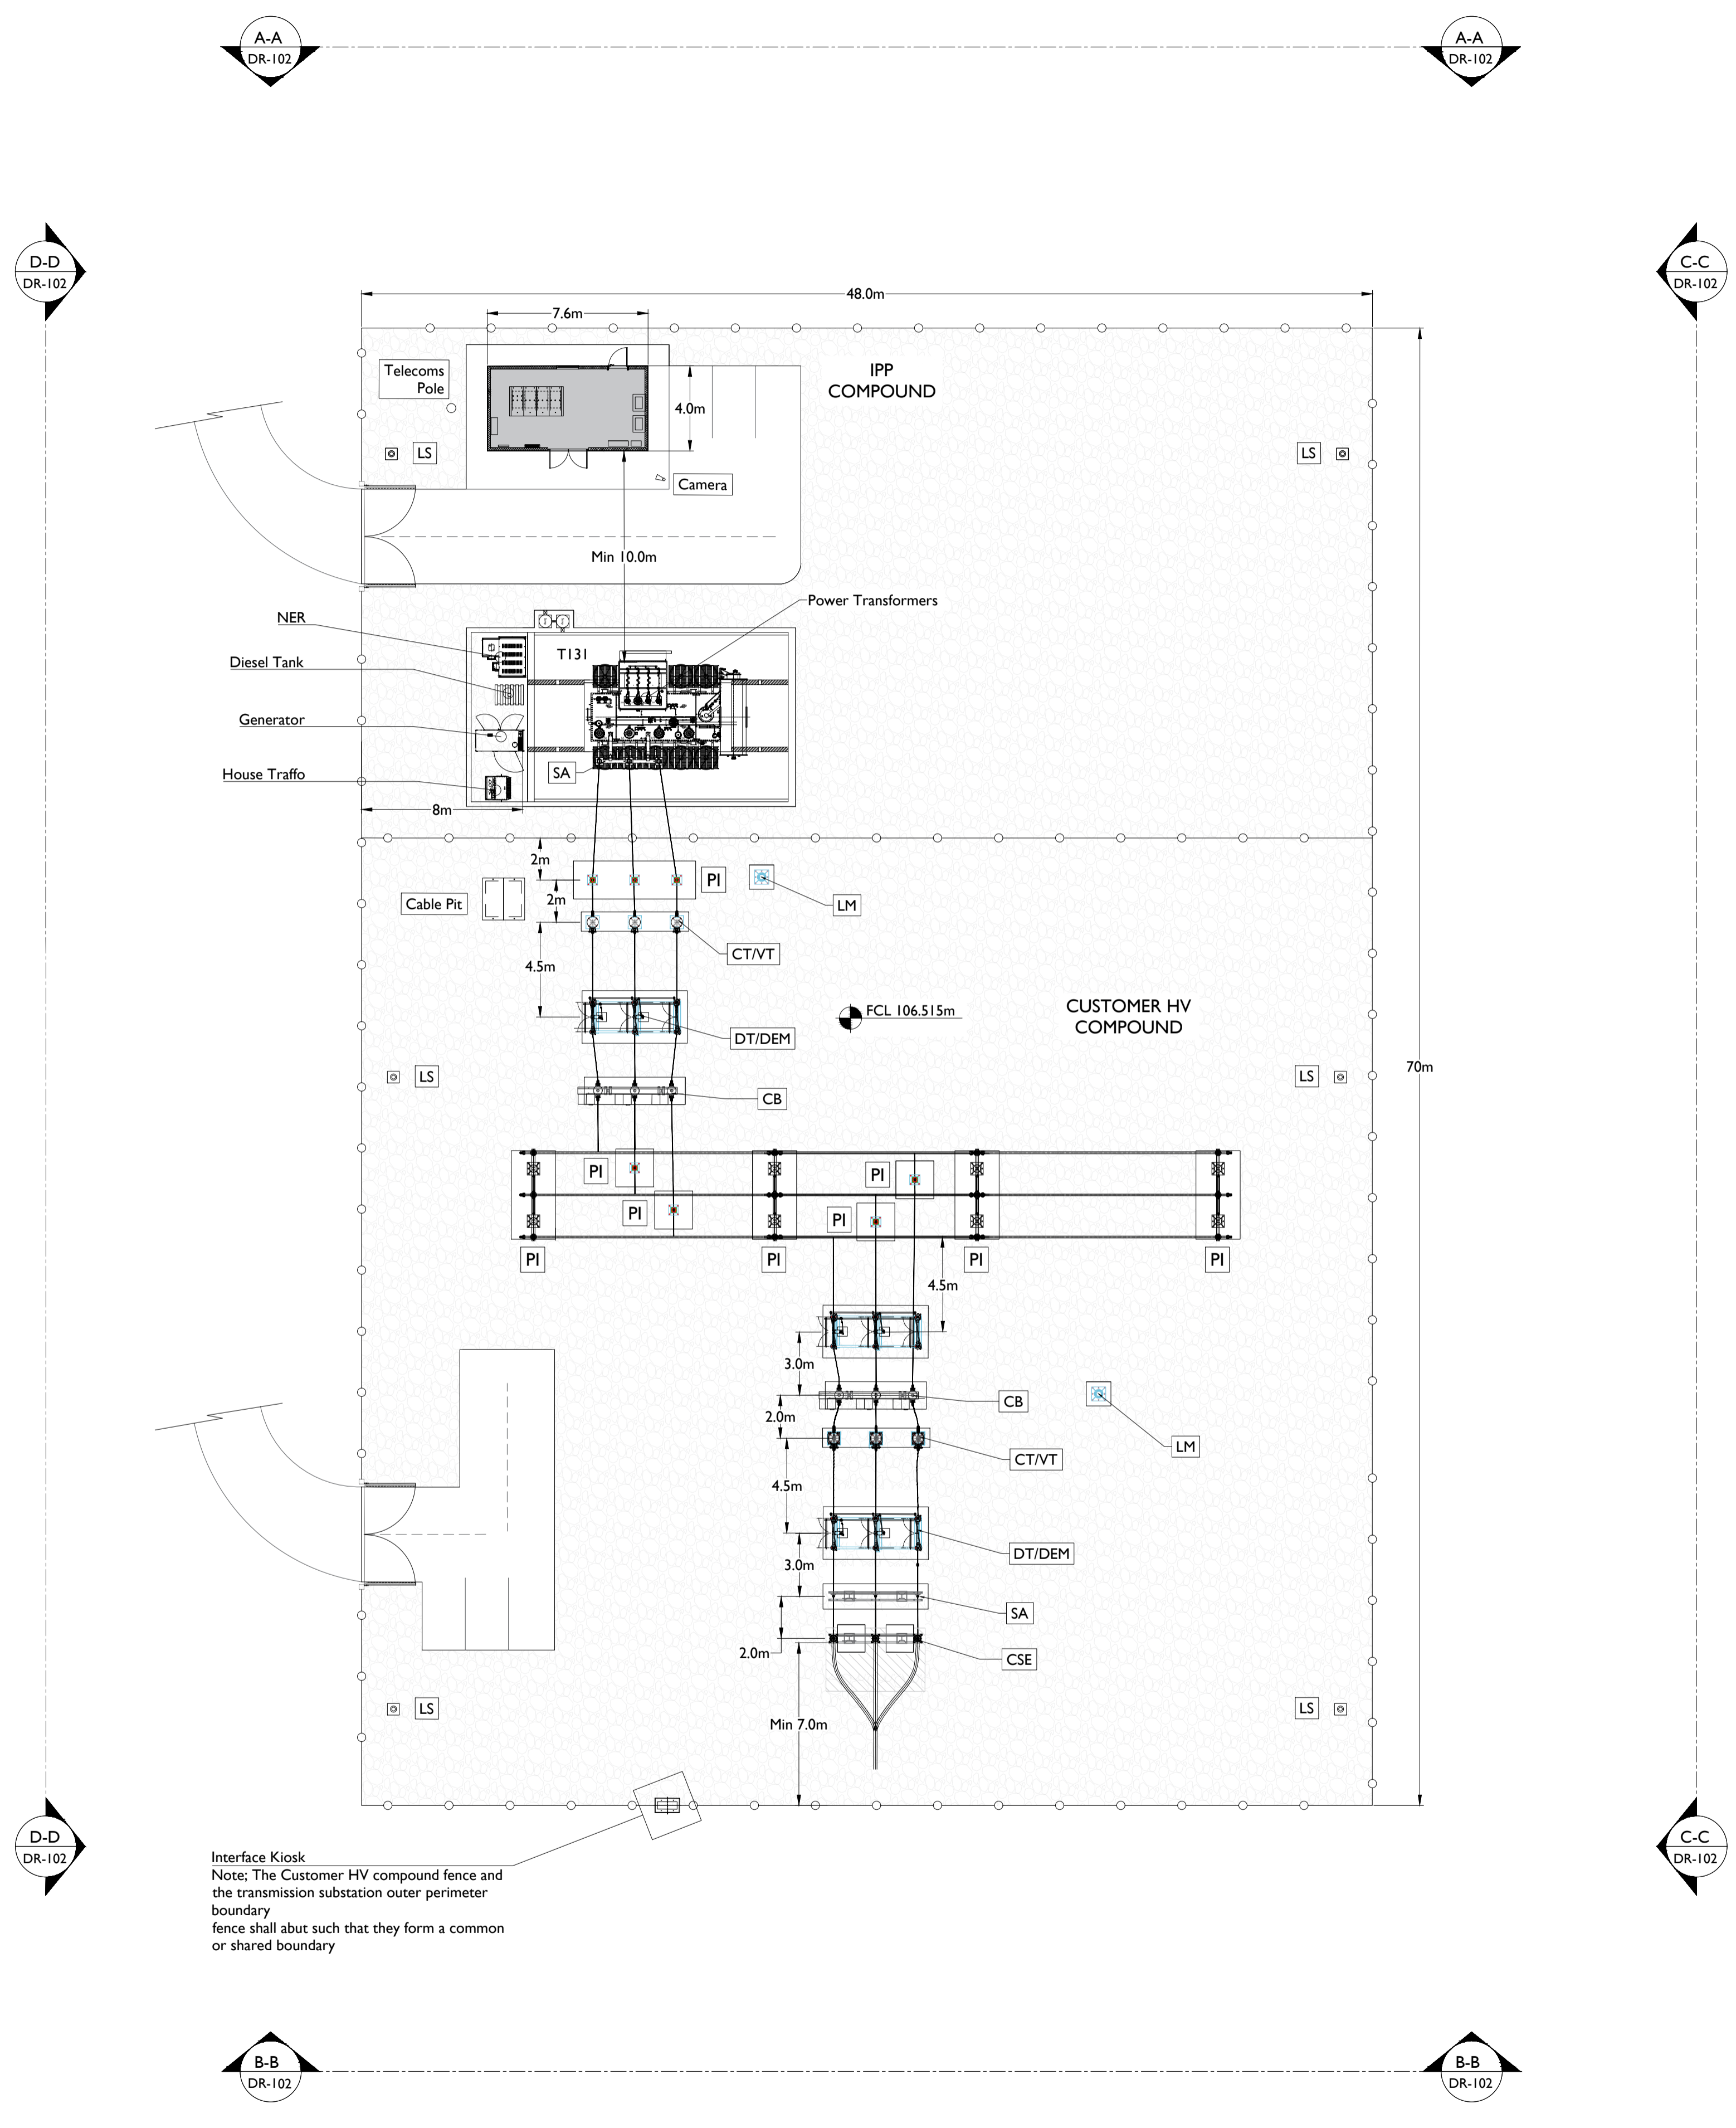 A-A
DR-102
A-A
DR-102
D-D
DR-102
C-C
DR-102
48.0m
7.6m
Telecoms
Pole
IPP
COMPOUND
4.0m
LS
LS
Camera
Min 10.0m
Power Transformers
NER
T131
Diesel Tank
Generator
SA
House Traffo
8m
2m
PI
Cable Pit
2m
LM
CT/VT
4.5m
CUSTOMER HV
COMPOUND
FCL 106.515m
DT/DEM
70m
LS
LS
CB
PI
PI
PI
PI
PI
PI
PI
PI
4.5m
3.0m
CB
2.0m
LM
CT/VT
4.5m
DT/DEM
3.0m
SA
2.0m
CSE
LS
LS
Min 7.0m
D-D
DR-102
C-C
DR-102
Interface Kiosk
Note; The Customer HV compound fence and
the transmission substation outer perimeter
boundary
fence shall abut such that they form a common
or shared boundary
B-B
DR-102
B-B
DR-102